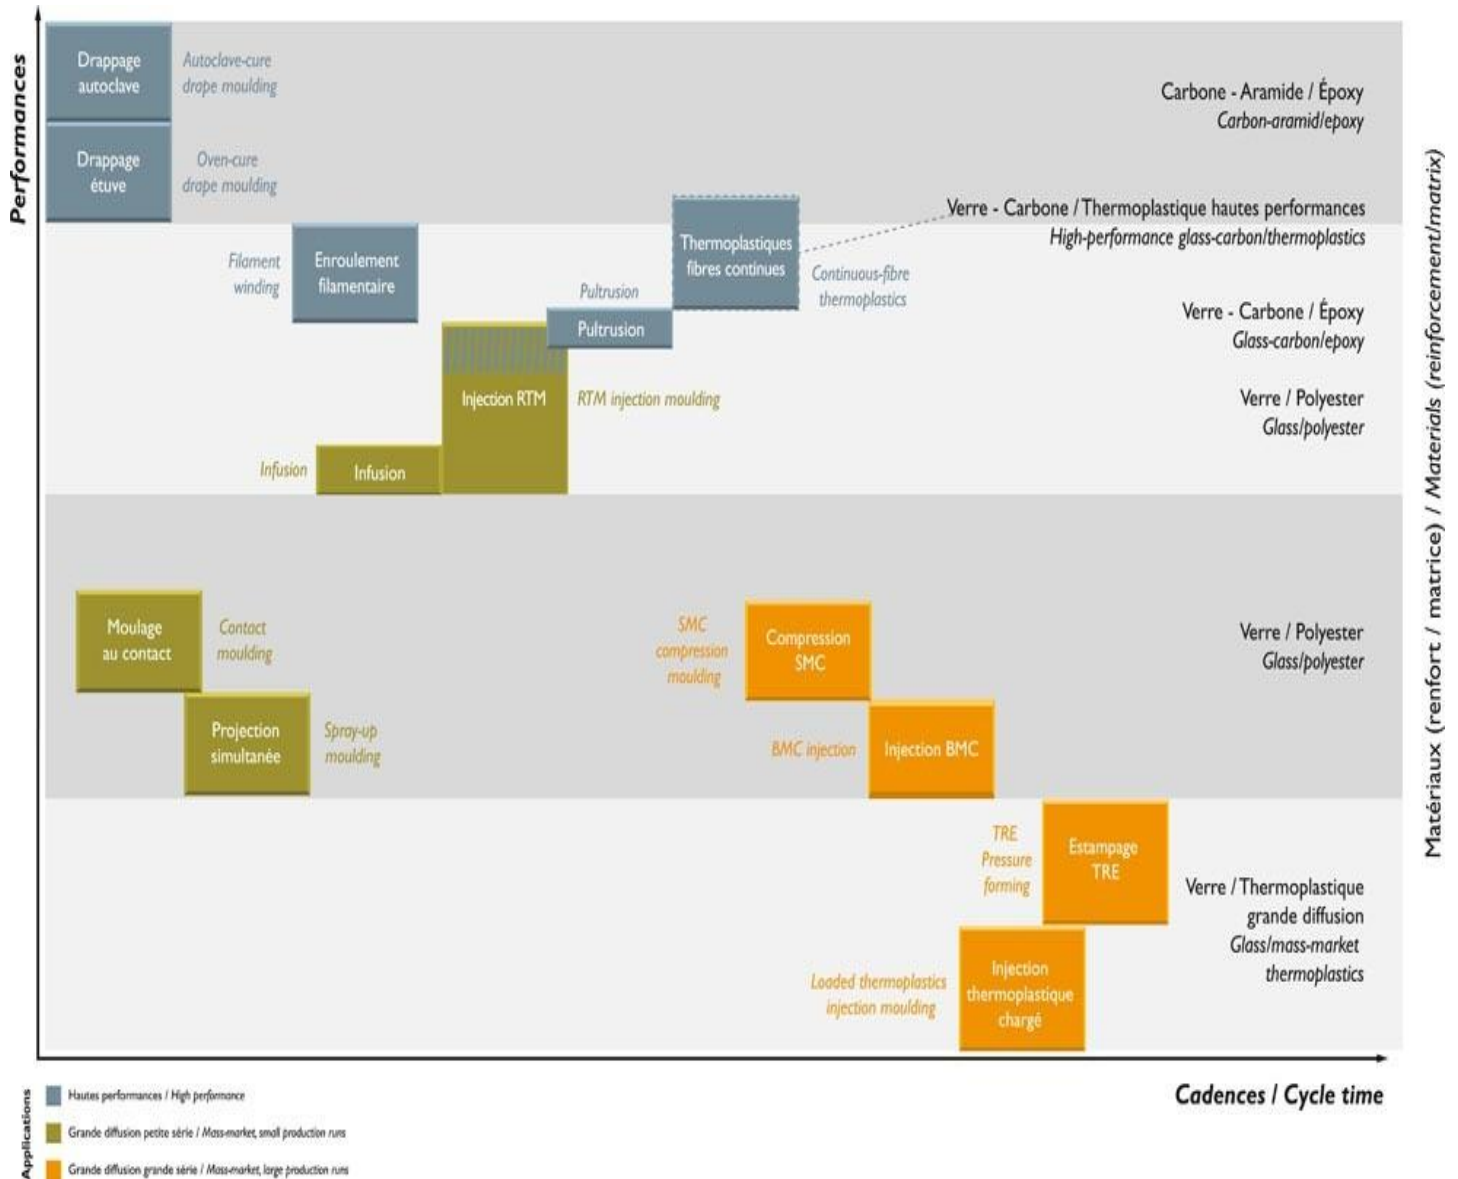 Performances
Drappage
autoclave
Autoclave-cure
drape moulding
Carbone - Aramide / Époxy
Carbon-aramid/epoxy
Drappage
étuve
Oven-cure
drape moulding
Verre - Carbone / Thermoplastique hautes performances
High-performance glass-carbon/thermoplastics
Thermoplastiques
fibres continues
Continuous-fibre
thermoplastics
Filament
winding
Enroulement
filamentaire
Pultrusion
Pultrusion
Verre - Carbone / Époxy
Glass-carbon/epoxy
Injection RTM
RTM injection moulding
Verre / Polyester
Glass/polyester
Infusion
Infusion
Moulage
au contact
Contact
moulding
SMC
compression
moulding
Compression
SMC
Verre / Polyester
Glass/polyester
Projection
simultanée
Spray-up
moulding
BMC injection
Injection BMC
TRE
Pressure
forming
Estampage
TRE
Verre / Thermoplastique
grande diffusion
Glass/mass-market
thermoplastics
Loaded thermoplastics
injection moulding
Injection
thermoplastique
chargé
Matériaux (renfort / matrice) / Materials (reinforcement/matrix)
Cadences / Cycle time
Applications
Hautes performances / High performance
Grande diffusion petite série / Mass-market, small production runs
Grande diffusion grande série / Mass-market, large production runs